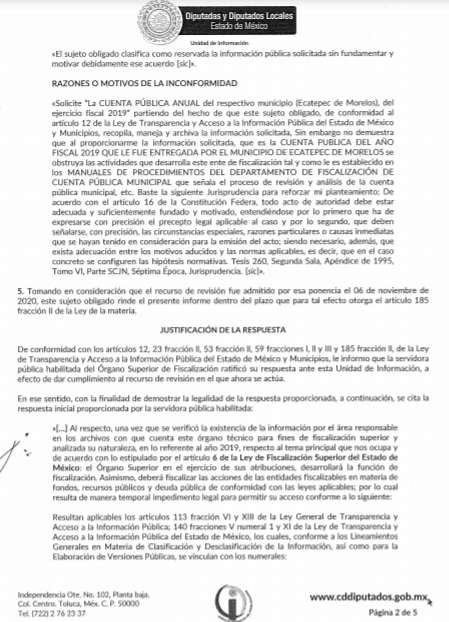 Diputadas y Diputados Locales
Estado de México
Unidad de Información
«El sujeto obligado clasifica como reservada la información pública solicitada sin fundamentar y
motivar debidamente ese acuerdo [sic]».
RAZONES O MOTIVOS DE LA INCONFORMIDAD
«Solicite "La CUENTA PÚBLICA ANUAL del respectivo municipio (Ecatepec de Morelos), del
ejercicio fiscal 2019" partiendo del hecho de que este sujeto obligado, de conformidad al
artículo 12 de la Ley de Transparencia y Acceso a la Información Pública del Estado de México
y Municipios, recopila, maneja y archiva la información solicitada, Sin embargo no demuestra
que al proporcionarme la información solicitada, que es la CUENTA PUBLICA DEL AÑO
FISCAL 2019 QUE LE FUE ENTREGADA POR EL MUNICIPIO DE ECATEPEC DE MORELOS se
obstruya las actividades que desarrolla este ente de fiscalización tal y como le es establecido en
los MANUALES DE PROCEDIMIENTOS DEL DEPARTAMENTO DE FISCALIZACIÓN DE
CUENTA PÚBLICA MUNICIPAL que señala el proceso de revisión y análisis de la cuenta
pública municipal, etc. Baste la siguiente Jurisprudencia para reforzar mi planteamiento; De
acuerdo con el artículo 16 de la Constitución Federa, todo acto de autoridad debe estar
adecuada y suficientemente fundado y motivado, entendiéndose por lo primero que ha de
expresarse con precisión el precepto legal aplicable al caso y por lo segundo, que deben
señalarse, con precisión, las circunstancias especiales, razones particulares o causas inmediatas
que se hayan tenido en consideración para la emisión del acto; siendo necesario, además, que
exista adecuación entre los motivos aducidos y las normas aplicables, es decir, que en el caso
concreto se configuren las hipótesis normativas. Tesis 260, Segunda Sala, Apéndice de 1995,
Tomo VI, Parte SCJN, Séptima Época, Jurisprudencia. [sic]».
5. Tomando en consideración que el recurso de revisión fue admitido por esa ponencia el 06 de noviembre de
2020, este sujeto obligado rinde el presente informe dentro del plazo que para tal efecto otorga el artículo 185
fracción II de la Ley de la materia.
JUSTIFICACIÓN DE LA RESPUESTA
De conformidad con los artículos 12, 23 fracción II, 53 fracción II, 59 fracciones I, II y III y 185 fracción II, de la Ley
de Transparencia y Acceso a la Información Pública del Estado de México y Municipios, le informo que la servidora
pública habilitada del Órgano Superior de Fiscalización ratificó su respuesta ante esta Unidad de Información, a
efecto de dar cumplimiento al recurso de revisión en el que ahora se actúa.
En ese sentido, con la finalidad de demostrar la legalidad de la respuesta proporcionada, a continuación, se cita la
respuesta inicial proporcionada por la servidora pública habilitada:
«[...] Al respecto, una vez que se verificó la existencia de la información por el área responsable
en los archivos con que cuenta este órgano técnico para fines de fiscalización superior y
analizada su naturaleza, en lo referente al año 2019, respecto al tema principal que nos ocupa y
de acuerdo con lo estipulado por el artículo 6 de la Ley de Fiscalización Superior del Estado de
México: el Órgano Superior en el ejercicio de sus atribuciones, desarrollará la función de
fiscalización. Asimismo, deberá fiscalizar las acciones de las entidades fiscalizables en materia de
fondos, recursos públicos y deuda pública de conformidad con las leyes aplicables; por lo cual
resulta de manera temporal impedimento legal para permitir su acceso conforme a lo siguiente:
Resultan aplicables los artículos 113 fracción VI y XIII de la Ley General de Transparencia y
Acceso a la Información Pública; 140 fracciones V numeral 1 y XI de la Ley de Transparencia y
Acceso a la Información Pública del Estado de México, los cuales, conforme a los Lineamientos
Generales en Materia de Clasificación y Desclasificación de la Información, así como para la
Elaboración de Versiones Públicas, se vinculan con los numerales:
Independencia Ote. No. 102, Planta baja,
Col. Centro. Toluca, Méx. C. P. 50000
Tel. (722) 2 76 23 37
www.cddiputados.gob.mx
Página 2 de 5